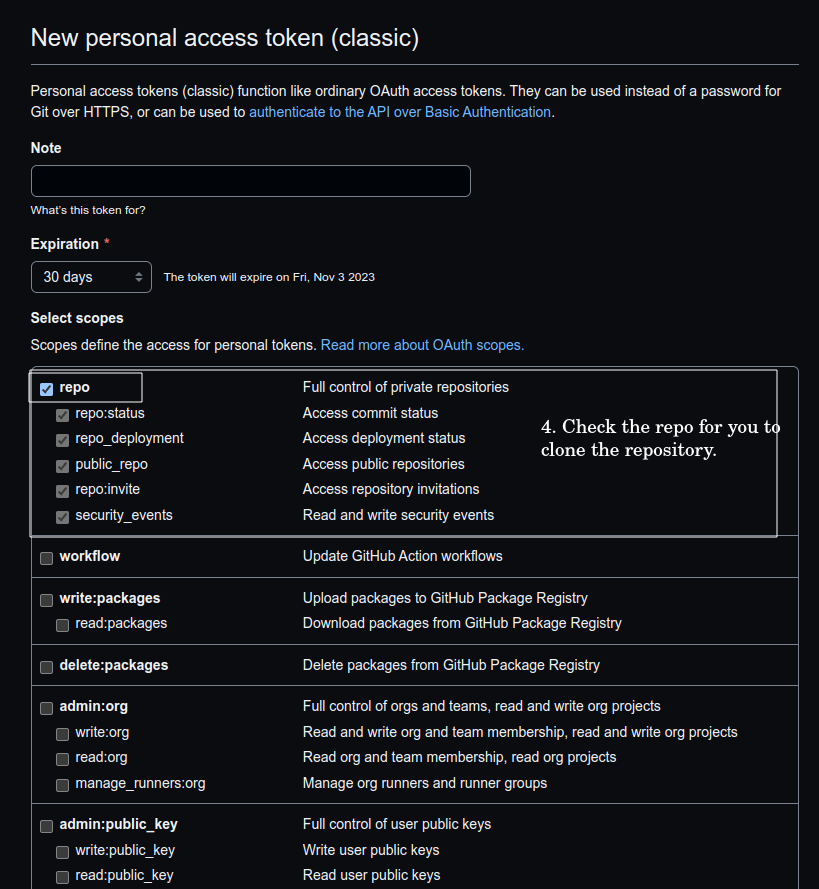 New personal access token (classic)
Personal access tokens (classic) function like ordinary OAuth access tokens. They can be used instead of a password for
Git over HTTPS, or can be used to authenticate to the API over Basic Authentication.
Note
What's this token for?
Expiration *
30 days The token will expire on Fri, Nov 3 2023
Select scopes
Scopes define the access for personal tokens. Read more about OAuth scopes.
repo Full control of private repositories
repo:status Access commit status
repo_deployment Access deployment status
public_repo Access public repositories
repo:invite Access repository invitations
security_events Read and write security events
4. Check the repo for you to
clone the repository.
workflow Update GitHub Action workflows
write:packages Upload packages to GitHub Package Registry
read:packages Download packages from GitHub Package Registry
delete:packages Delete packages from GitHub Package Registry
admin:org Full control of orgs and teams, read and write org projects
write:org Read and write org and team membership, read and write org projects
read:org Read org and team membership, read org projects
manage_runners:org Manage org runners and runner groups
admin:public_key Full control of user public keys
write:public_key Write user public keys
read:public_key Read user public keys